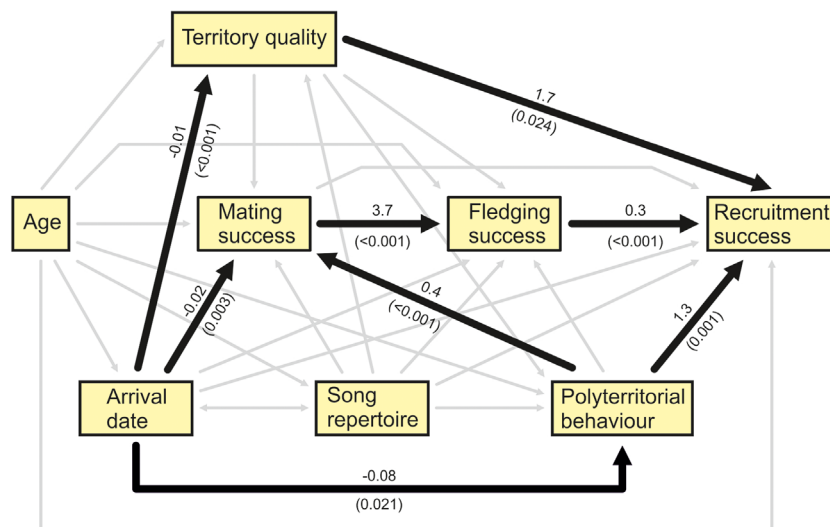 Territory quality
1.7
(0.024)
-0.01
(<0.001)
Age
Mating
success
3.7
(<0.001)
Fledging
success
0.3
(<0.001)
Recruitment
success
-0.02
(0.003)
0.4
(<0.001)
1.3
(0.001)
Arrival
date
Song
repertoire
Polyterritorial
behaviour
-0.08
(0.021)